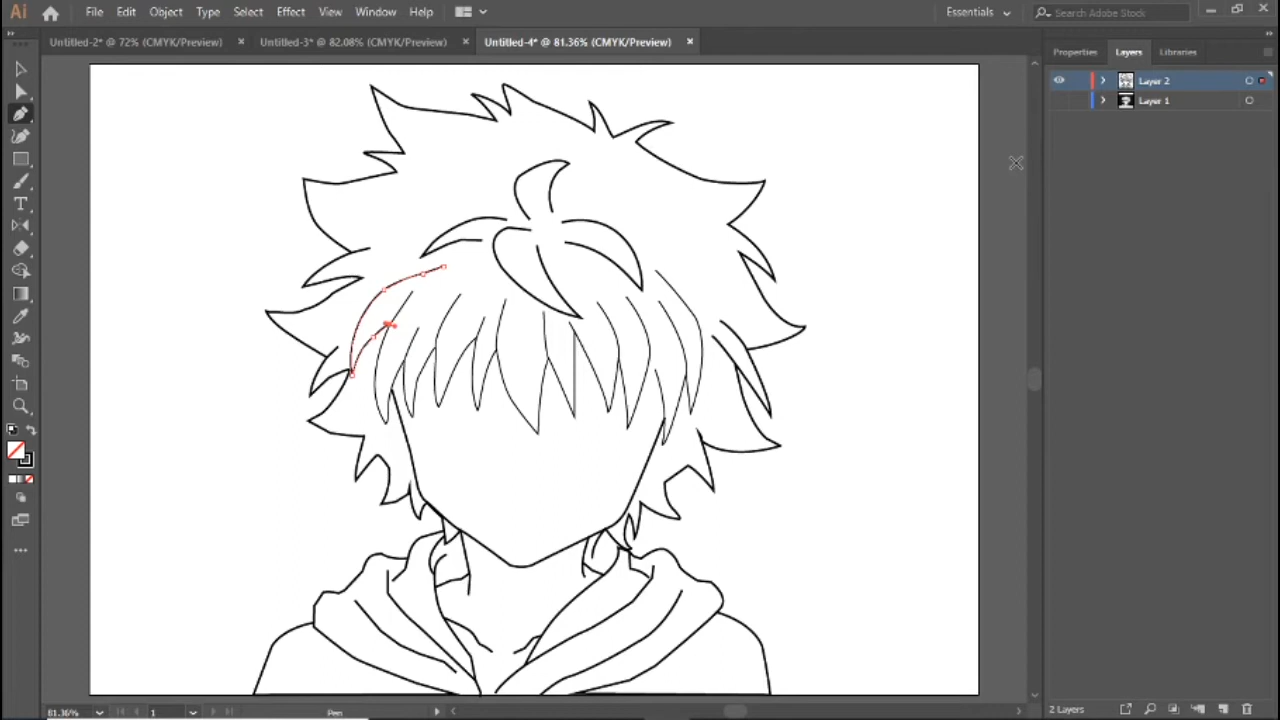 Ai File Edit Object Type Select Effect View Window Help Essentials Search Adobe Stock
Untitled-2* @ 72% (CMYK/Preview) Untitled-3* @ 82.08% (CMYK/Preview) Untitled-4* @ 81.36% (CMYK/Preview)
Properties Layers Libraries
Layer 2
Layer 1
81.36% 1 Pen
2 Layers